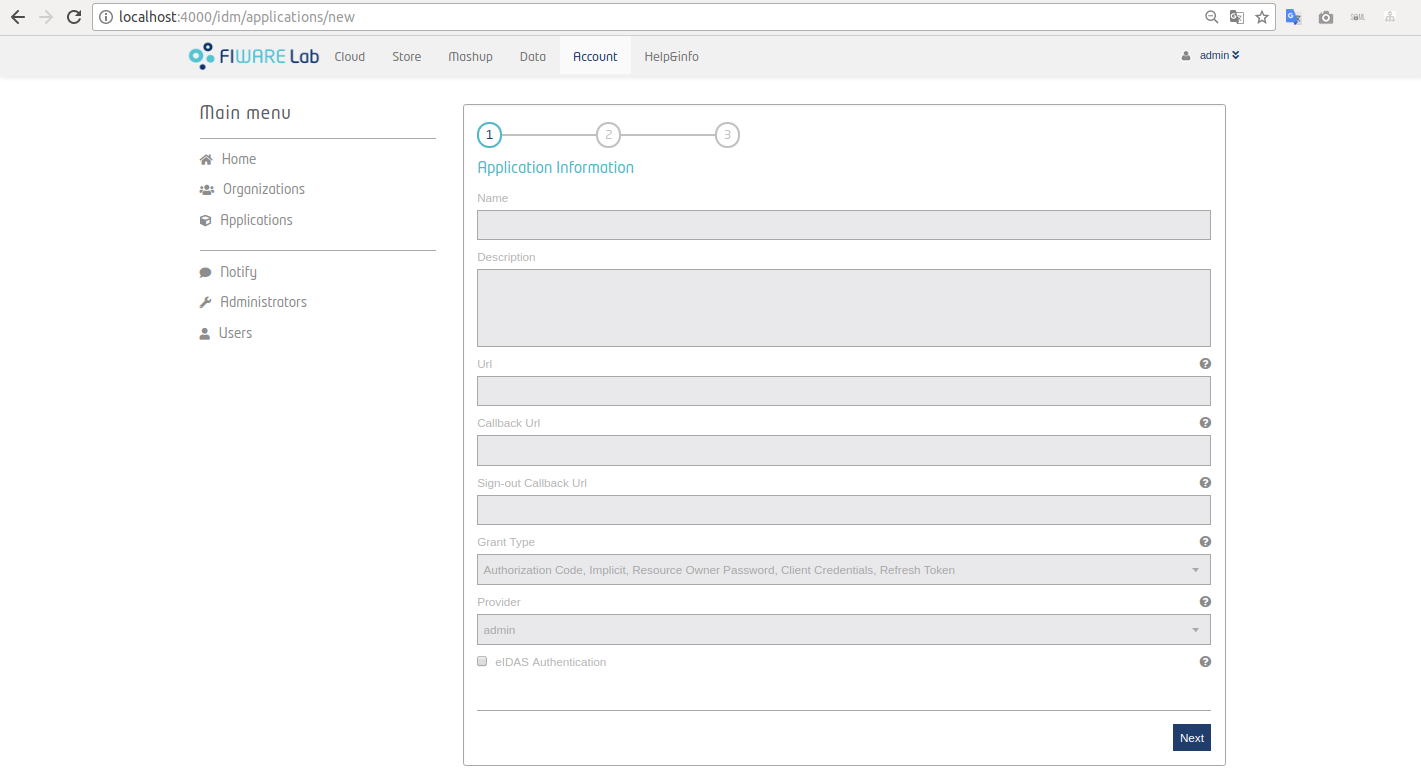 localhost:4000/idm/applications/new
FIWARE Lab Cloud Store Mashup Data Account Help&info admin
Main menu
Home
Organizations
Applications
Notify
Administrators
Users
1 2 3
Application Information
Name
Description
Url
Callback Url
Sign-out Callback Url
Grant Type
Authorization Code, Implicit, Resource Owner Password, Client Credentials, Refresh Token
Provider
admin
eIDAS Authentication
Next